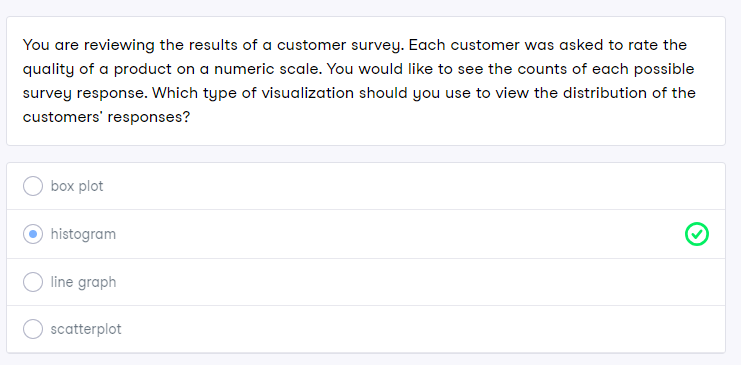 You are reviewing the results of a customer survey. Each customer was asked to rate the
quality of a product on a numeric scale. You would like to see the counts of each possible
survey response. Which type of visualization should you use to view the distribution of the
customers' responses?
box plot
histogram
line graph
scatterplot